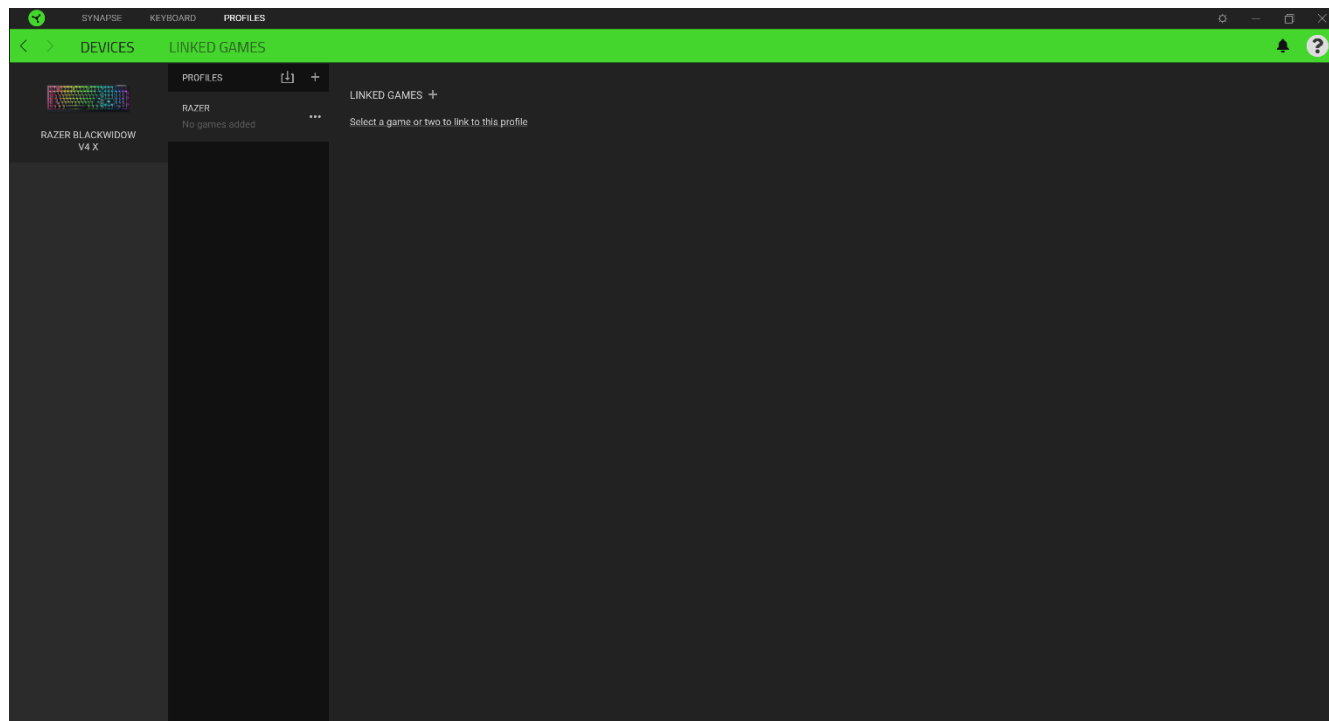 SYNAPSE KEYBOARD PROFILES
DEVICES LINKED GAMES
?
RAZER BLACKWIDOW
V4 X
PROFILES +
RAZER
No games added
LINKED GAMES +
Select a game or two to link to this profile